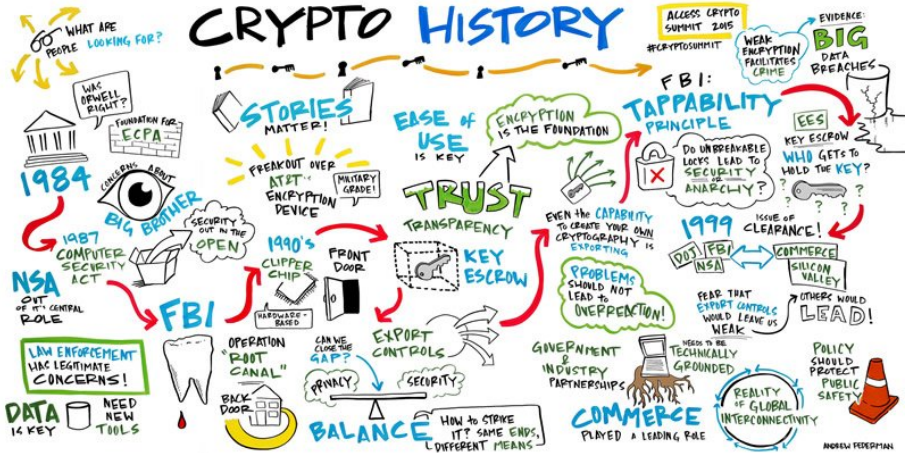 CRYPTO HISTORY
WHAT ARE
PEOPLE LOOKING FOR?
ACCESS CRYPTO
SUMMIT 2015
#CRYPTOSUMMIT
WEAK
ENCRYPTION
FACILITATES
CRIME
EVIDENCE:
BIG
DATA
BREACHES
WAS
ORWELL
RIGHT?
FOUNDATION FOR
ECPA
1984
CONCERNS ABOUT
BIG BROTHER
SECURITY
OUT IN THE
OPEN
1987
COMPUTER
SECURITY
ACT
NSA
OUT
OF IT'S CENTRAL
ROLE
LAW ENFORCEMENT
HAS LEGITIMATE
CONCERNS!
DATA
IS KEY
NEED
NEW
TOOLS
FBI
STORIES
MATTER!
FREAKOUT OVER
AT&T'S
ENCRYPTION
DEVICE
MILITARY
GRADE!
1990'S
CLIPPER
CHIP
HARDWARE-
BASED
FRONT
DOOR
OPERATION
"ROOT
CANAL"
BACK
DOOR
CAN WE
CLOSE THE
GAP?
PRIVACY
SECURITY
BALANCE
HOW to STRIKE
IT? SAME ENDS,
DIFFERENT MEANS
EASE of
USE
IS KEY
ENCRYPTION
IS THE FOUNDATION
TRUST
TRANSPARENCY
KEY
ESCROW
EXPORT
CONTROLS
EVEN the CAPABILITY
to CREATE YOUR OWN
CRYPTOGRAPHY IS
EXPORTING
PROBLEMS
SHOULD NOT
LEAD to
OVERREACTION!
FBI:
TAPPABILITY
PRINCIPLE
DO UNBREAKABLE
LOCKS LEAD to
SECURITY
OR
ANARCHY?
EES
KEY ESCROW
WHO GETS to
HOLD THE KEY?
? ? ? ?
1999
ISSUE OF
CLEARANCE!
DOJ FBI
NSA
COMMERCE
SILICON
VALLEY
FEAR THAT
EXPORT CONTROLS
WOULD LEAVE US
WEAK
OTHERS WOULD
LEAD!
GOVERNMENT
&
INDUSTRY
PARTNERSHIPS
NEEDS to BE
TECHNICALLY
GROUNDED
COMMERCE
PLAYED A LEADING ROLE
REALITY
OF GLOBAL
INTERCONNECTIVITY
POLICY
SHOULD
PROTECT
PUBLIC
SAFETY
ANDREW FEDERMAN